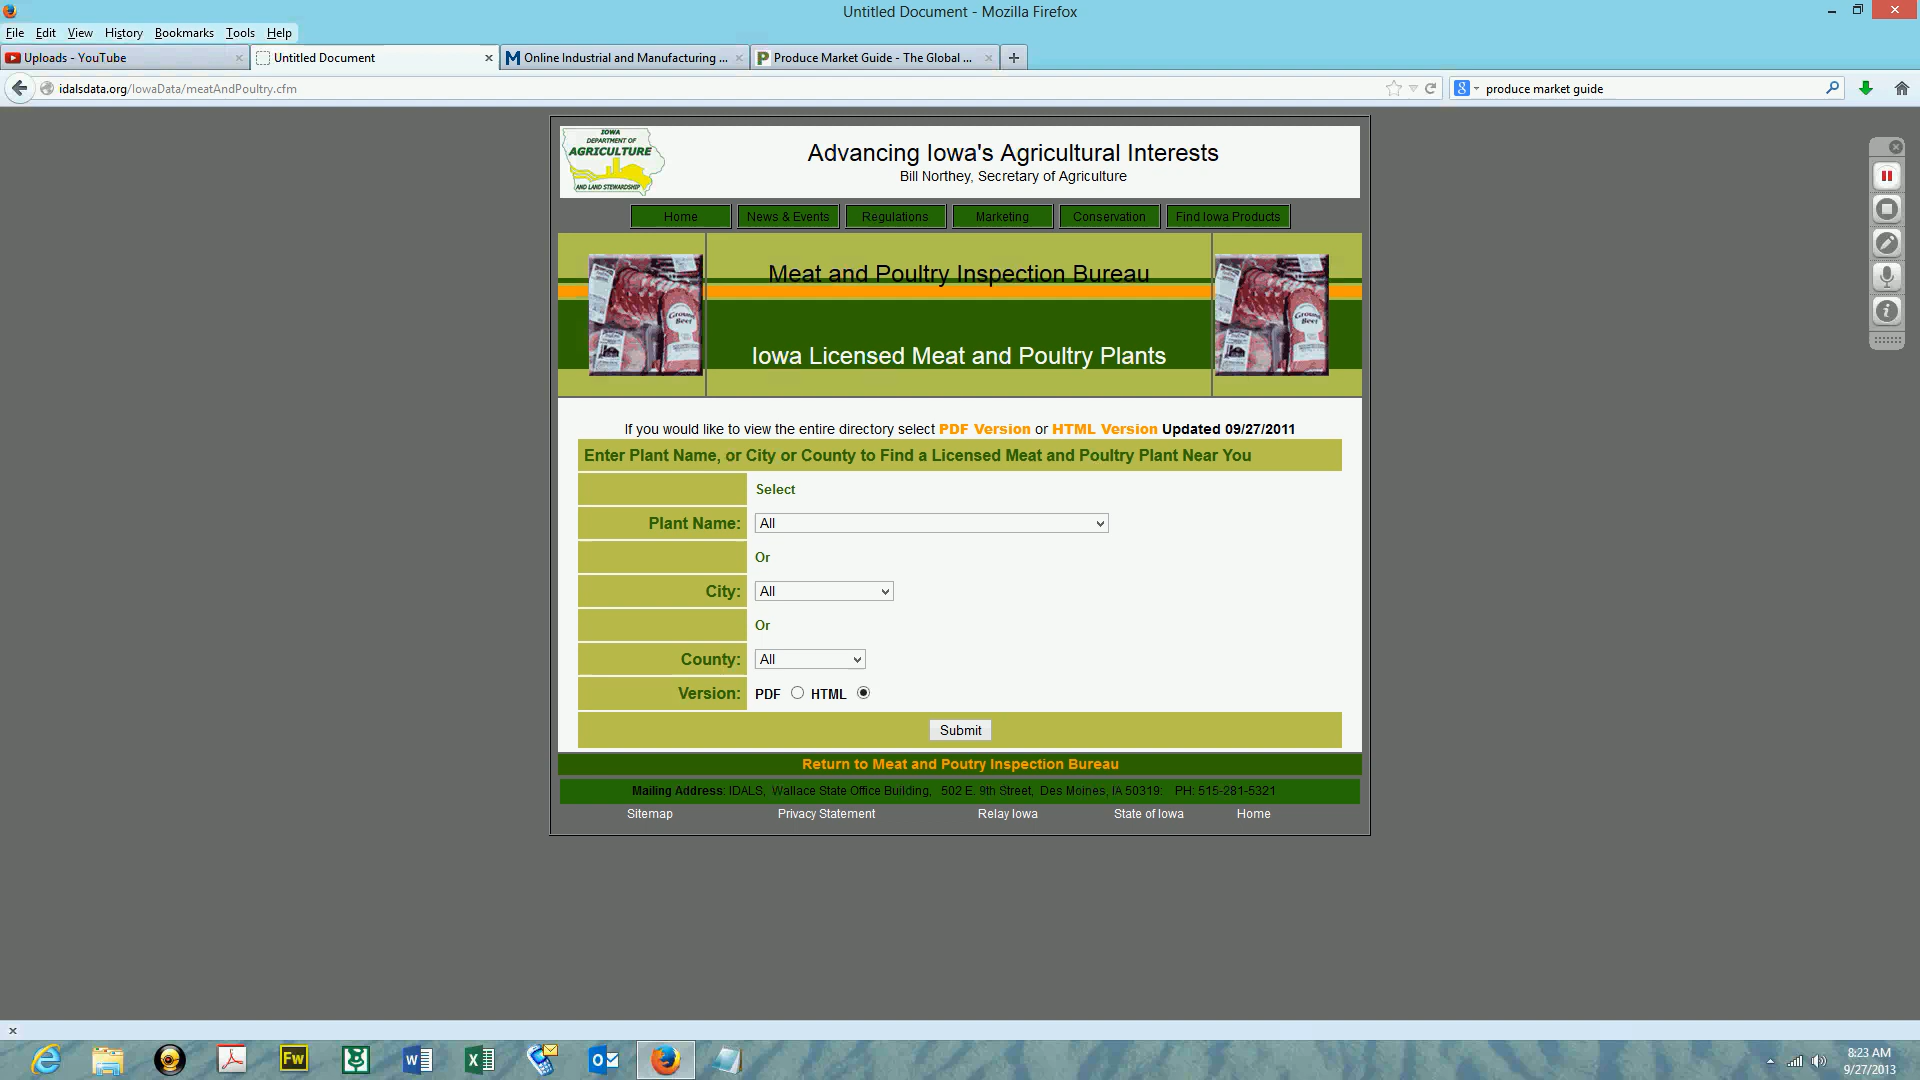 Untitled Document - Mozilla Firefox
File Edit View History Bookmarks Tools Help
Uploads - YouTube
Untitled Document
Online Industrial and Manufacturing ...
Produce Market Guide - The Global ...
idalsdata.org/IowaData/meatAndPoultry.cfm
produce market guide
IOWA
DEPARTMENT OF
AGRICULTURE
AND LAND STEWARDSHIP
Advancing Iowa's Agricultural Interests
Bill Northey, Secretary of Agriculture
Home News & Events Regulations Marketing Conservation Find Iowa Products
Meat and Poultry Inspection Bureau
Ground Beef
Ground Beef
Iowa Licensed Meat and Poultry Plants
If you would like to view the entire directory select PDF Version or HTML Version Updated 09/27/2011
Enter Plant Name, or City or County to Find a Licensed Meat and Poultry Plant Near You
Select
Plant Name: All
Or
City: All
Or
County: All
Version: PDF HTML
Submit
Return to Meat and Poutry Inspection Bureau
Mailing Address: IDALS, Wallace State Office Building, 502 E. 9th Street, Des Moines, IA 50319: PH: 515-281-5321
Sitemap Privacy Statement Relay Iowa State of Iowa Home
Fw
8:23 AM
9/27/2013